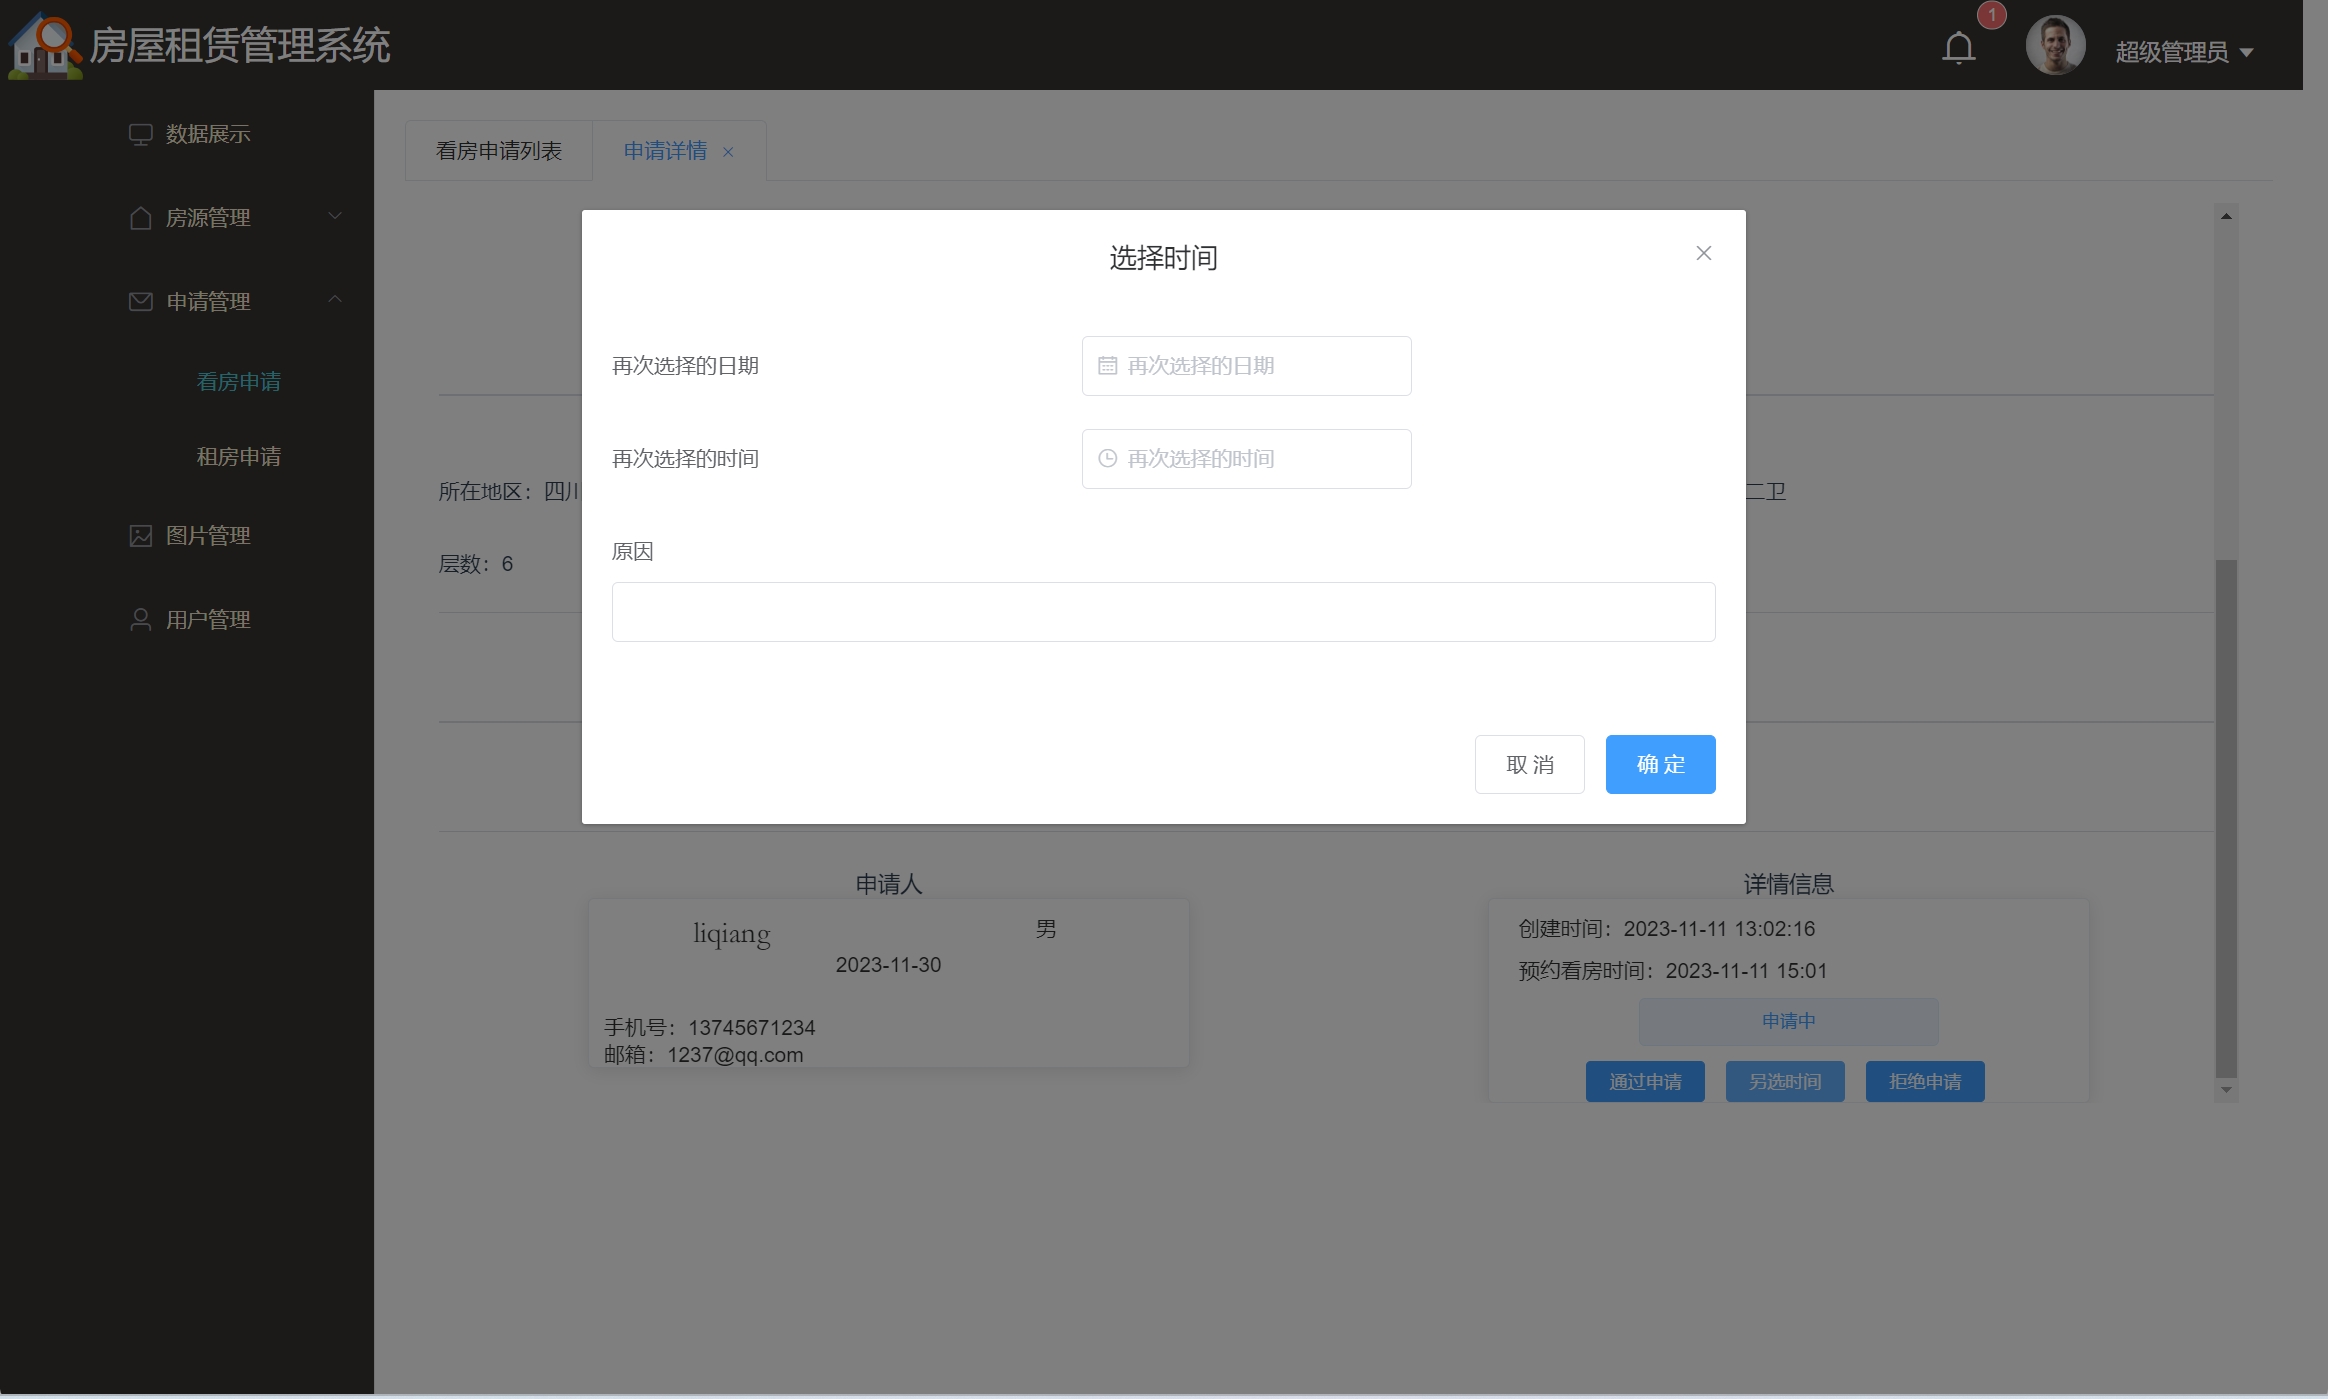 房屋租赁管理系统
1
超级管理员
数据展示
房源管理
申请管理
看房申请
租房申请
图片管理
用户管理
看房申请列表
申请详情
选择时间
再次选择的日期
再次选择的日期
再次选择的时间
再次选择的时间
原因
取 消
确 定
所在地区：四川
二卫
层数：6
申请人
liqiang
男
2023-11-30
手机号：13745671234
邮箱：1237@qq.com
详情信息
创建时间：2023-11-11 13:02:16
预约看房时间：2023-11-11 15:01
申请中
通过申请
另选时间
拒绝申请